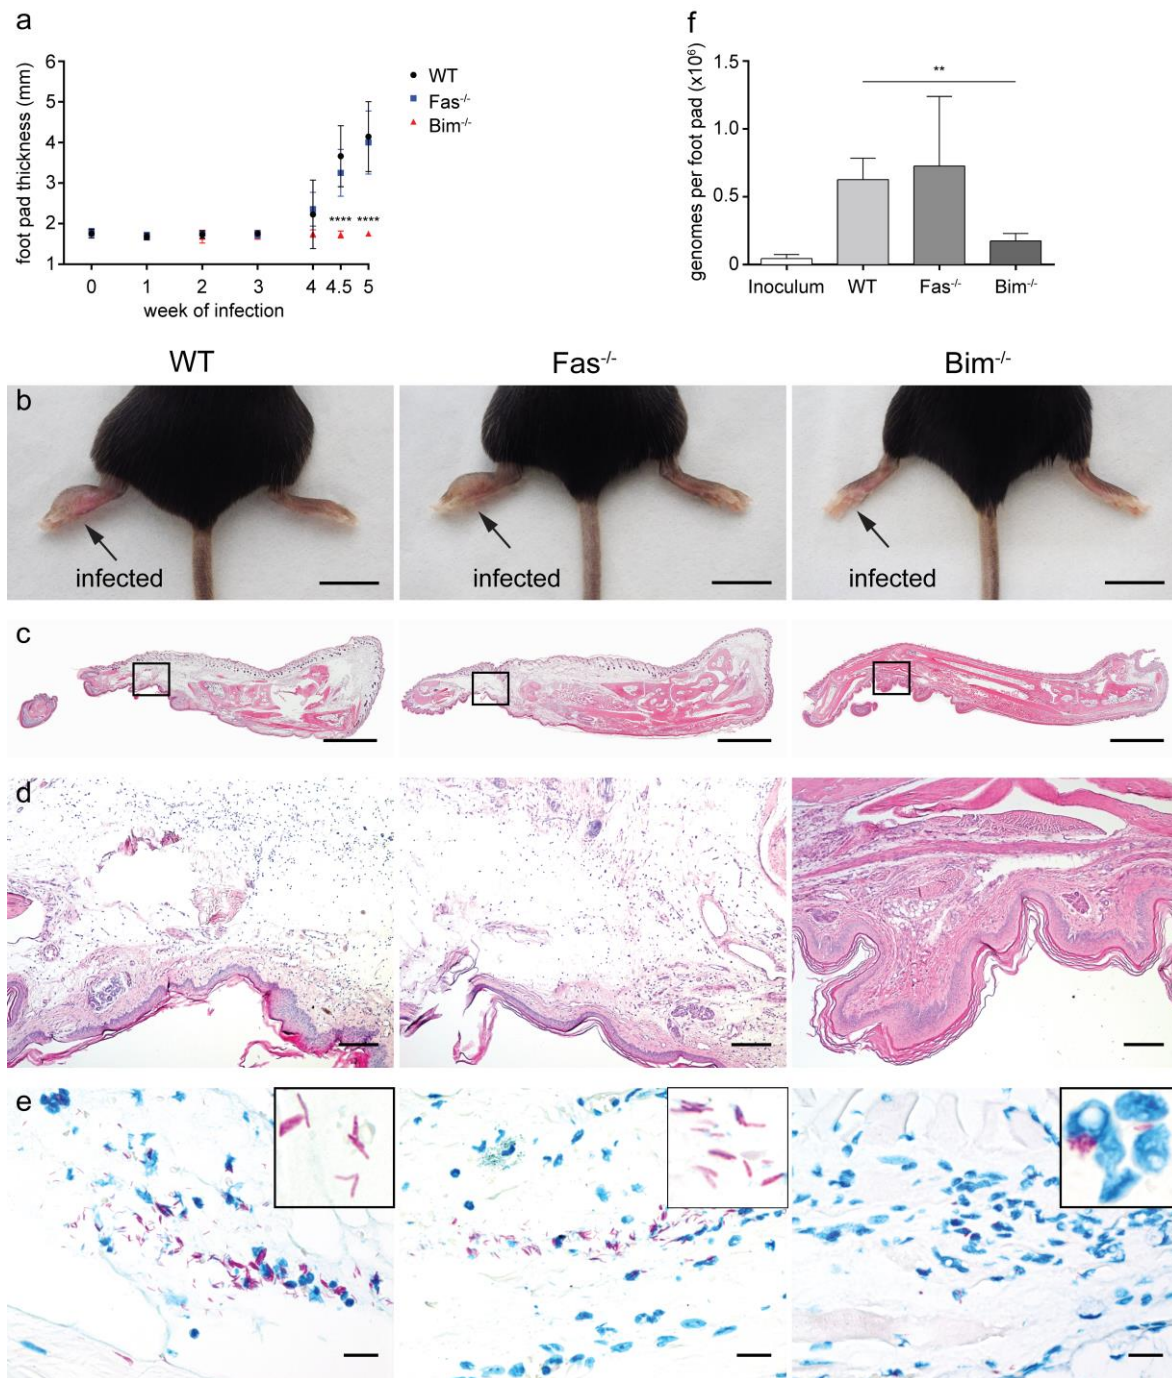 a
foot pad thickness (mm)
6
5
4
3
2
1
0 1 2 3 4 4.5 5
week of infection
**** ****
WT
Fas-/-
Bim-/-
f
genomes per foot pad (x10⁶)
1.5
1.0
0.5
0
**
Inoculum WT Fas-/- Bim-/-
WT Fas-/- Bim-/-
b
infected infected infected
c
d
e